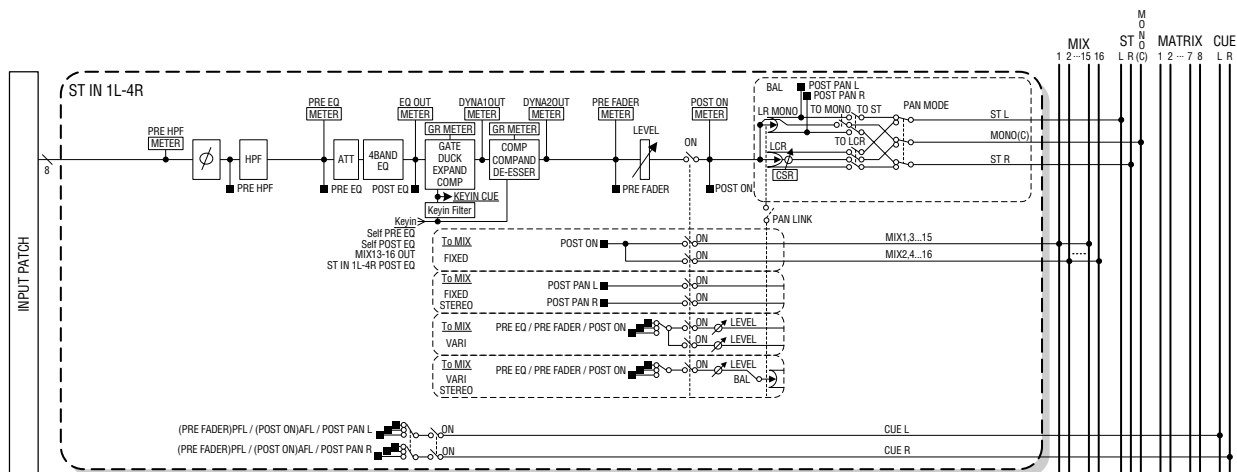 MIX
ST
MONO(C)
MATRIX
CUE
1 2 ··· 15 16
L R
1 2 ··· 7 8
L R
INPUT PATCH
8
ST IN 1L-4R
PRE HPF
METER
Ø
PRE HPF
HPF
PRE EQ
METER
PRE EQ
ATT
4BAND
EQ
EQ OUT
METER
POST EQ
DYNA1OUT
METER
GR METER
GATE
DUCK
EXPAND
COMP
KEYIN CUE
Keyin Filter
DYNA2OUT
METER
GR METER
COMP
COMPAND
DE-ESSER
Keyin
Self PRE EQ
Self POST EQ
MIX13-16 OUT
ST IN 1L-4R POST EQ
PRE FADER
METER
LEVEL
PRE FADER
ON
POST ON
METER
POST ON
BAL
POST PAN L
POST PAN R
LR MONO
TO MONO
TO ST
PAN MODE
TO LCR
LCR
CSR
ST L
MONO(C)
ST R
PAN LINK
To MIX
FIXED
POST ON
ON
ON
MIX1,3...15
MIX2,4...16
To MIX
FIXED
STEREO
POST PAN L
POST PAN R
ON
ON
To MIX
VARI
PRE EQ / PRE FADER / POST ON
ON
LEVEL
ON
LEVEL
To MIX
VARI
STEREO
PRE EQ / PRE FADER / POST ON
ON
LEVEL
BAL
(PRE FADER)PFL / (POST ON)AFL / POST PAN L
ON
CUE L
(PRE FADER)PFL / (POST ON)AFL / POST PAN R
ON
CUE R